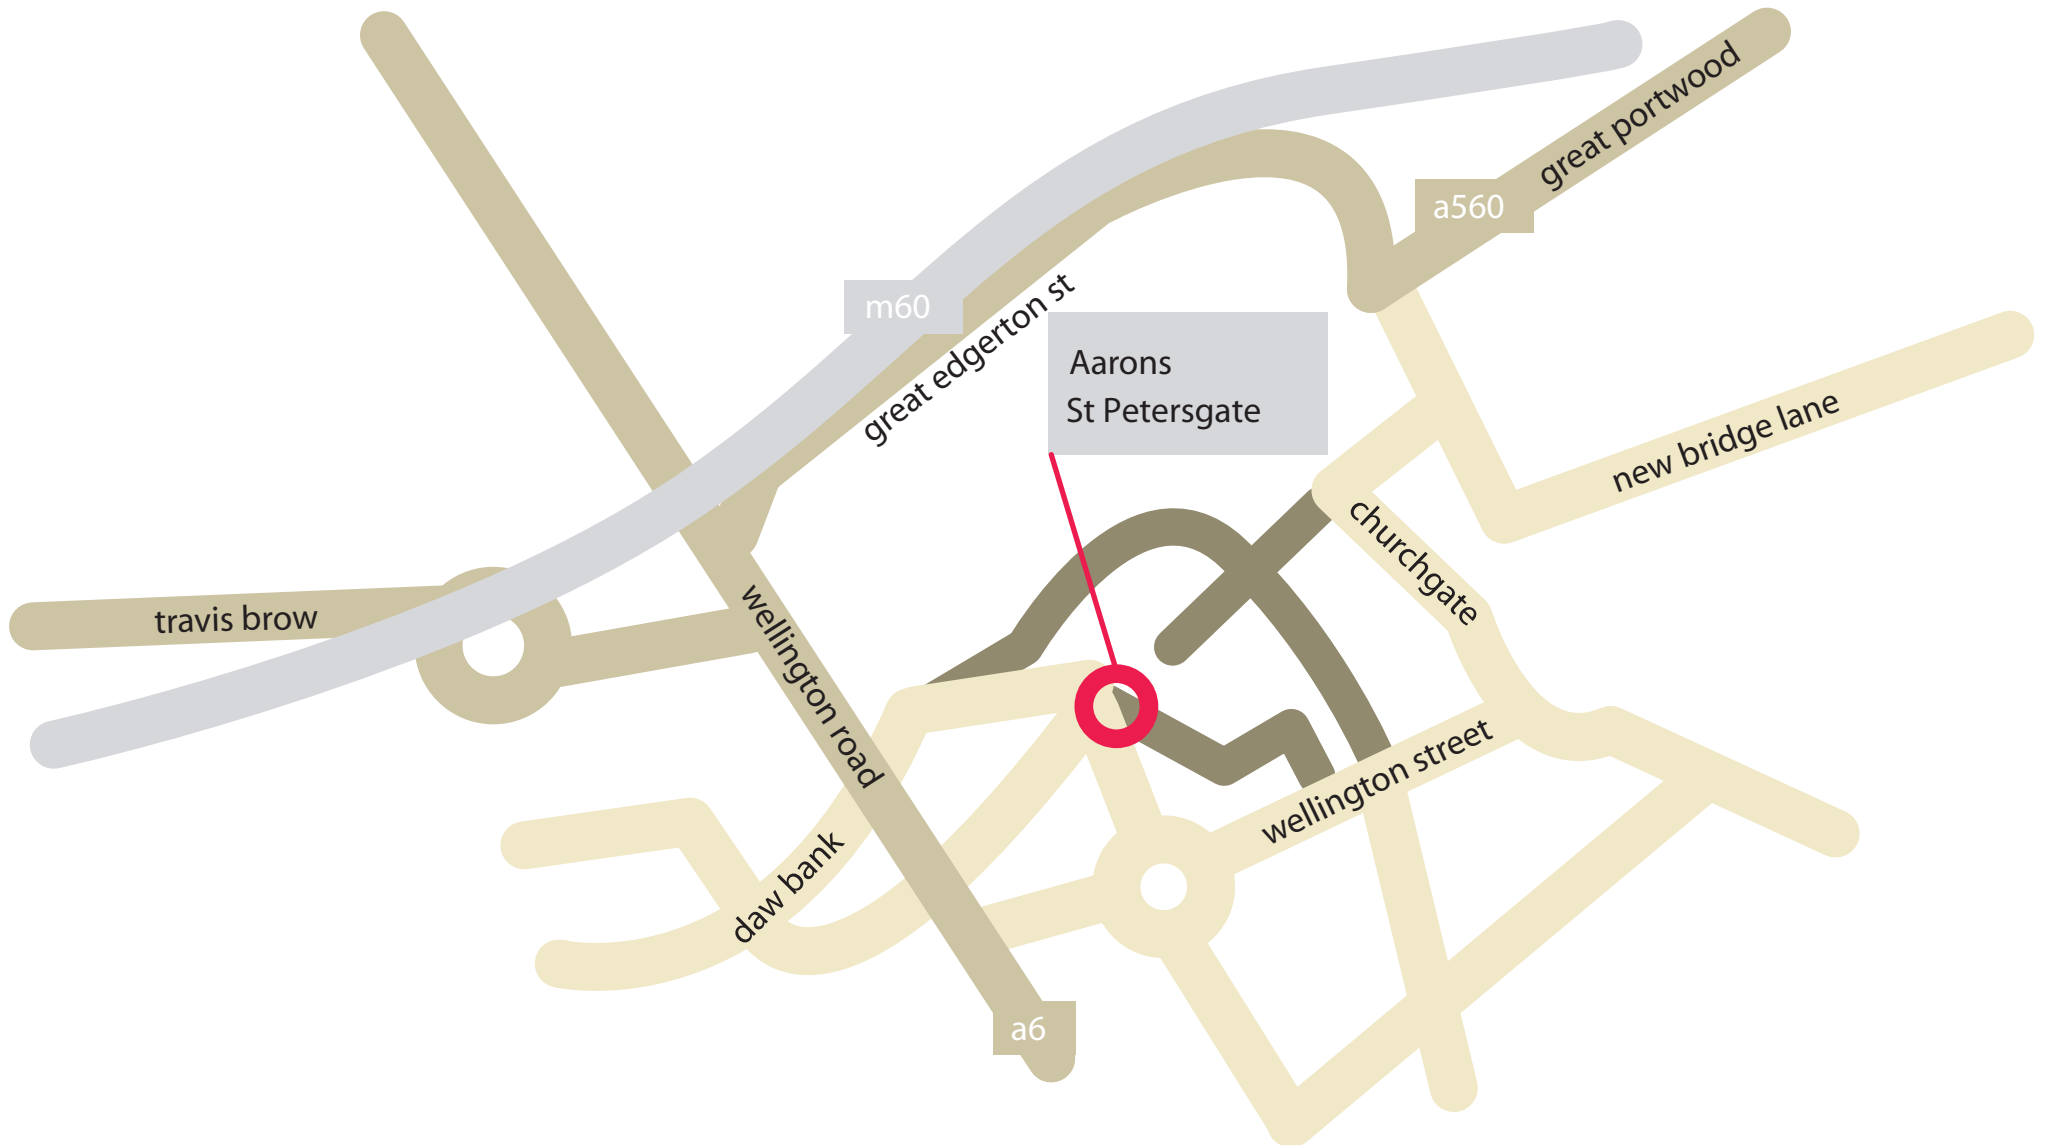 great portwood
a560
m60
great edgerton st
Aarons
St Petersgate
new bridge lane
churchgate
travis brow
wellington road
wellington street
daw bank
a6